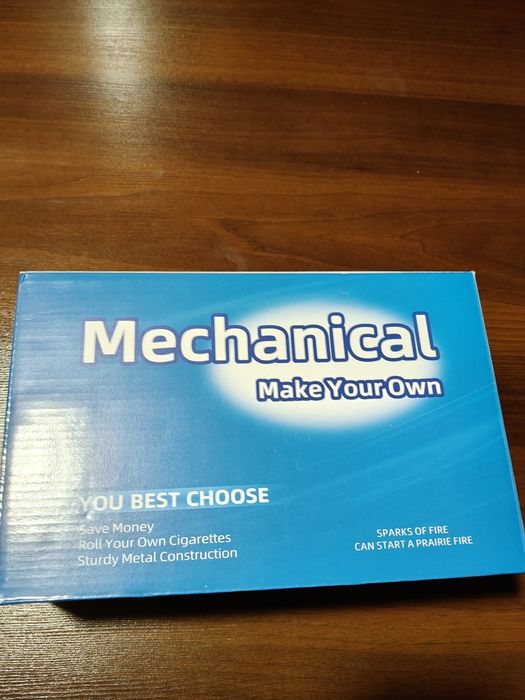 Mechanical
Make Your Own
YOU BEST CHOOSE
Save Money
Roll Your Own Cigarettes
Sturdy Metal Construction
SPARKS OF FIRE
CAN START A PRAIRIE FIRE